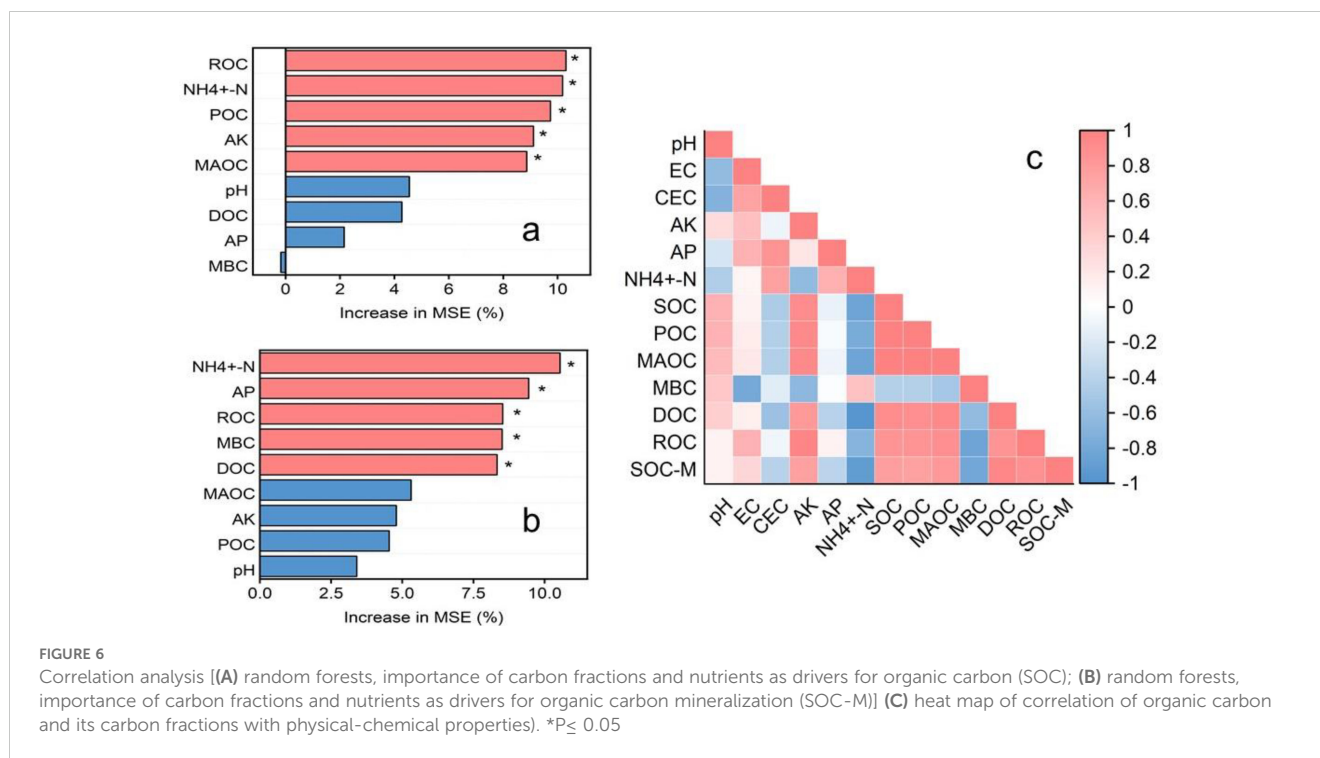 ROC
*
NH4+-N
*
POC
*
AK
*
MAOC
*
pH
DOC
AP
MBC
a
0 2 4 6 8 10
Increase in MSE (%)
NH4+-N
*
AP
*
ROC
*
MBC
*
DOC
*
MAOC
AK
POC
pH
b
0.0 2.5 5.0 7.5 10.0
Increase in MSE (%)
c
pH
EC
CEC
AK
AP
NH4+-N
SOC
POC
MAOC
MBC
DOC
ROC
SOC-M
pH EC CEC AK AP NH4+-N SOC POC MAOC MBC DOC ROC SOC-M
1
0.8
0.6
0.4
0.2
0
-0.2
-0.4
-0.6
-0.8
-1
FIGURE 6
Correlation analysis [(A) random forests, importance of carbon fractions and nutrients as drivers for organic carbon (SOC); (B) random forests,
importance of carbon fractions and nutrients as drivers for organic carbon mineralization (SOC-M)] (C) heat map of correlation of organic carbon
and its carbon fractions with physical-chemical properties). *P≤ 0.05